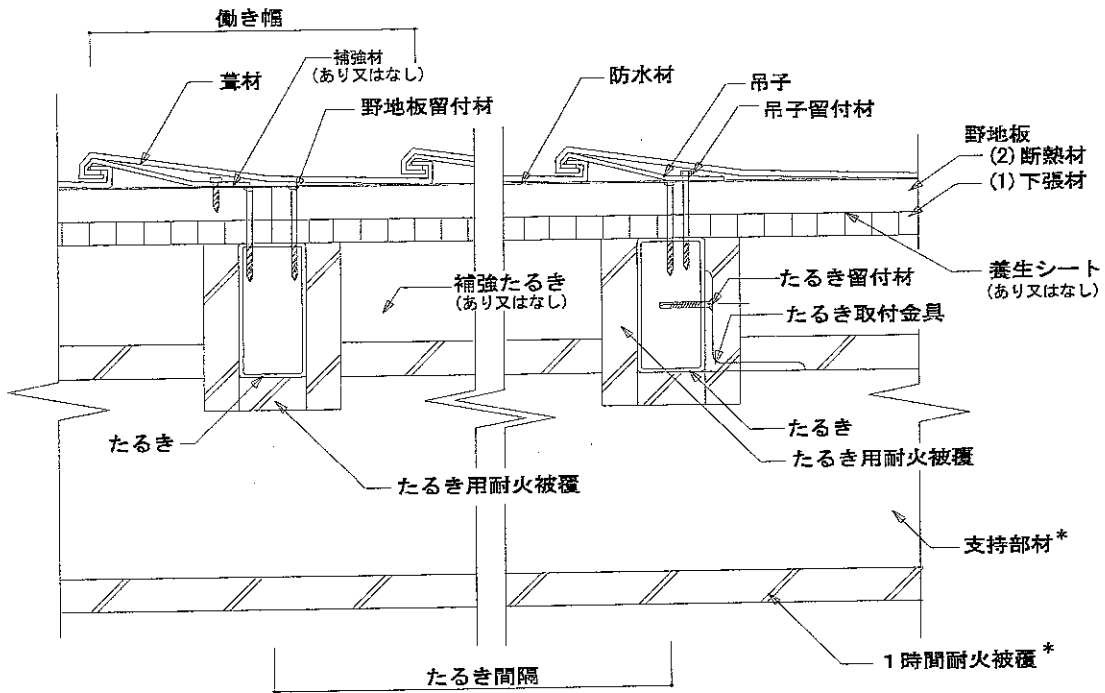 働き幅
補強材
(あり又はなし)
葺材
防水材
吊子
野地板留付材
吊子留付材
野地板
(2) 断熱材
(1) 下張材
養生シート
(あり又はなし)
補強たるき
(あり又はなし)
たるき留付材
たるき取付金具
たるき
たるき
たるき用耐火被覆
たるき用耐火被覆
支持部材*
1時間耐火被覆*
たるき間隔